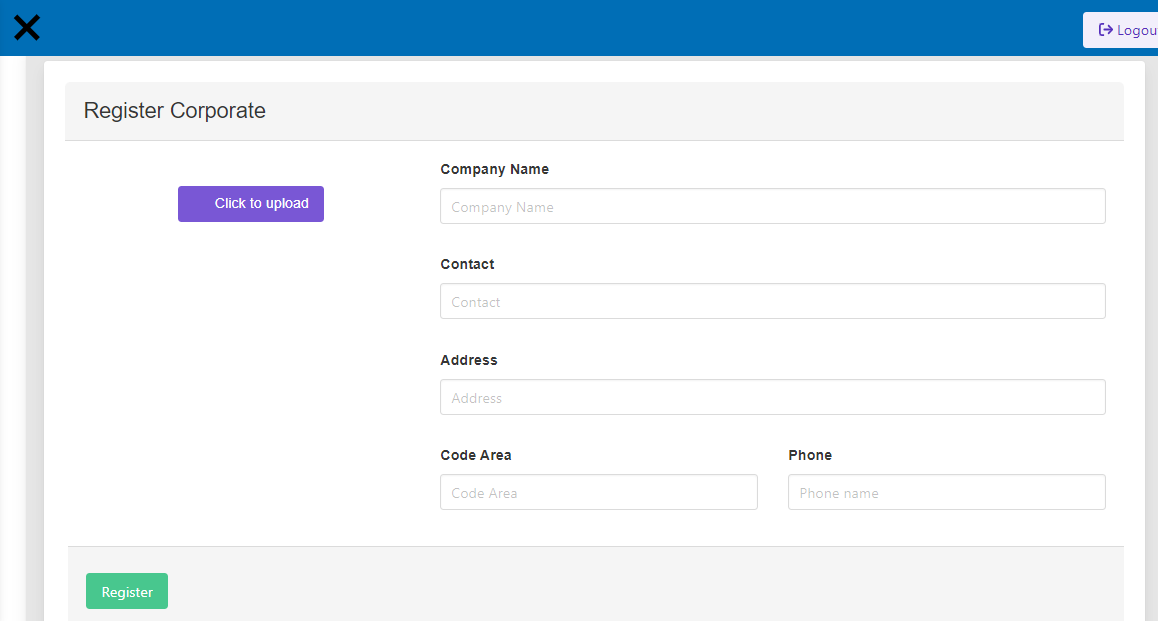 Logou
Register Corporate
Click to upload
Company Name
Company Name
Contact
Contact
Address
Address
Code Area
Phone
Code Area
Phone name
Register